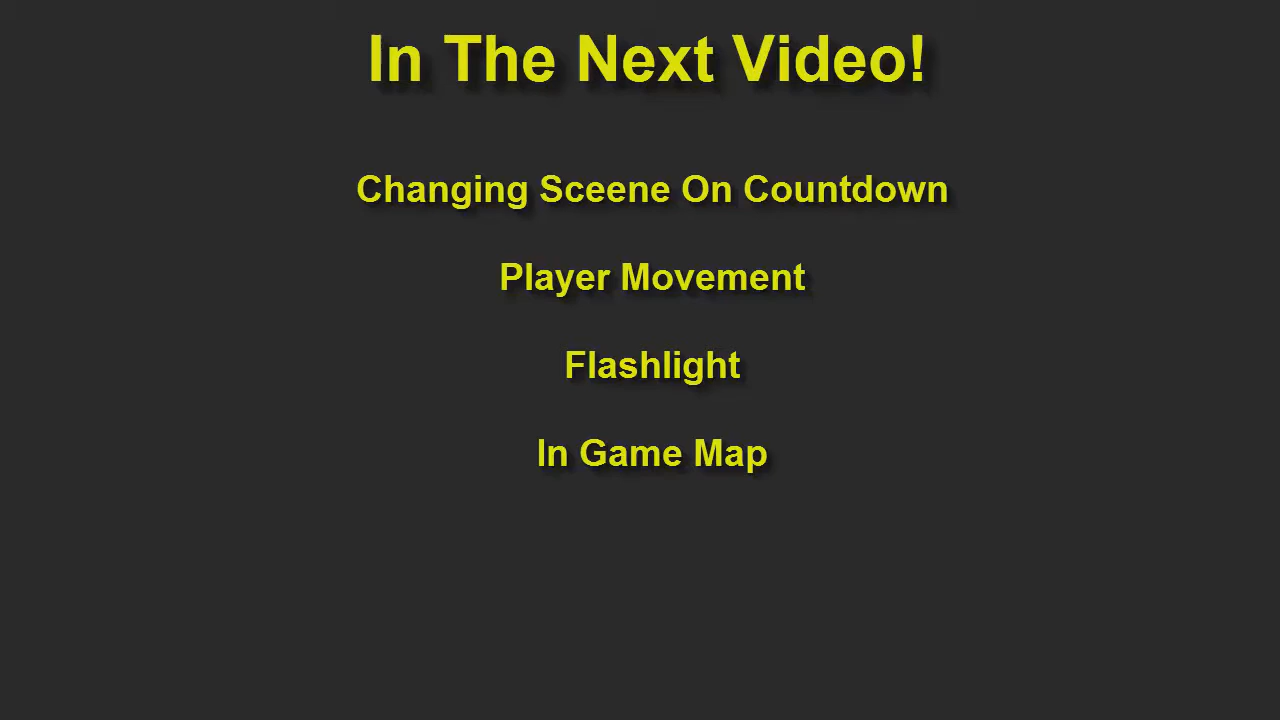 In The Next Video!
Changing Sceene On Countdown
Player Movement
Flashlight
In Game Map